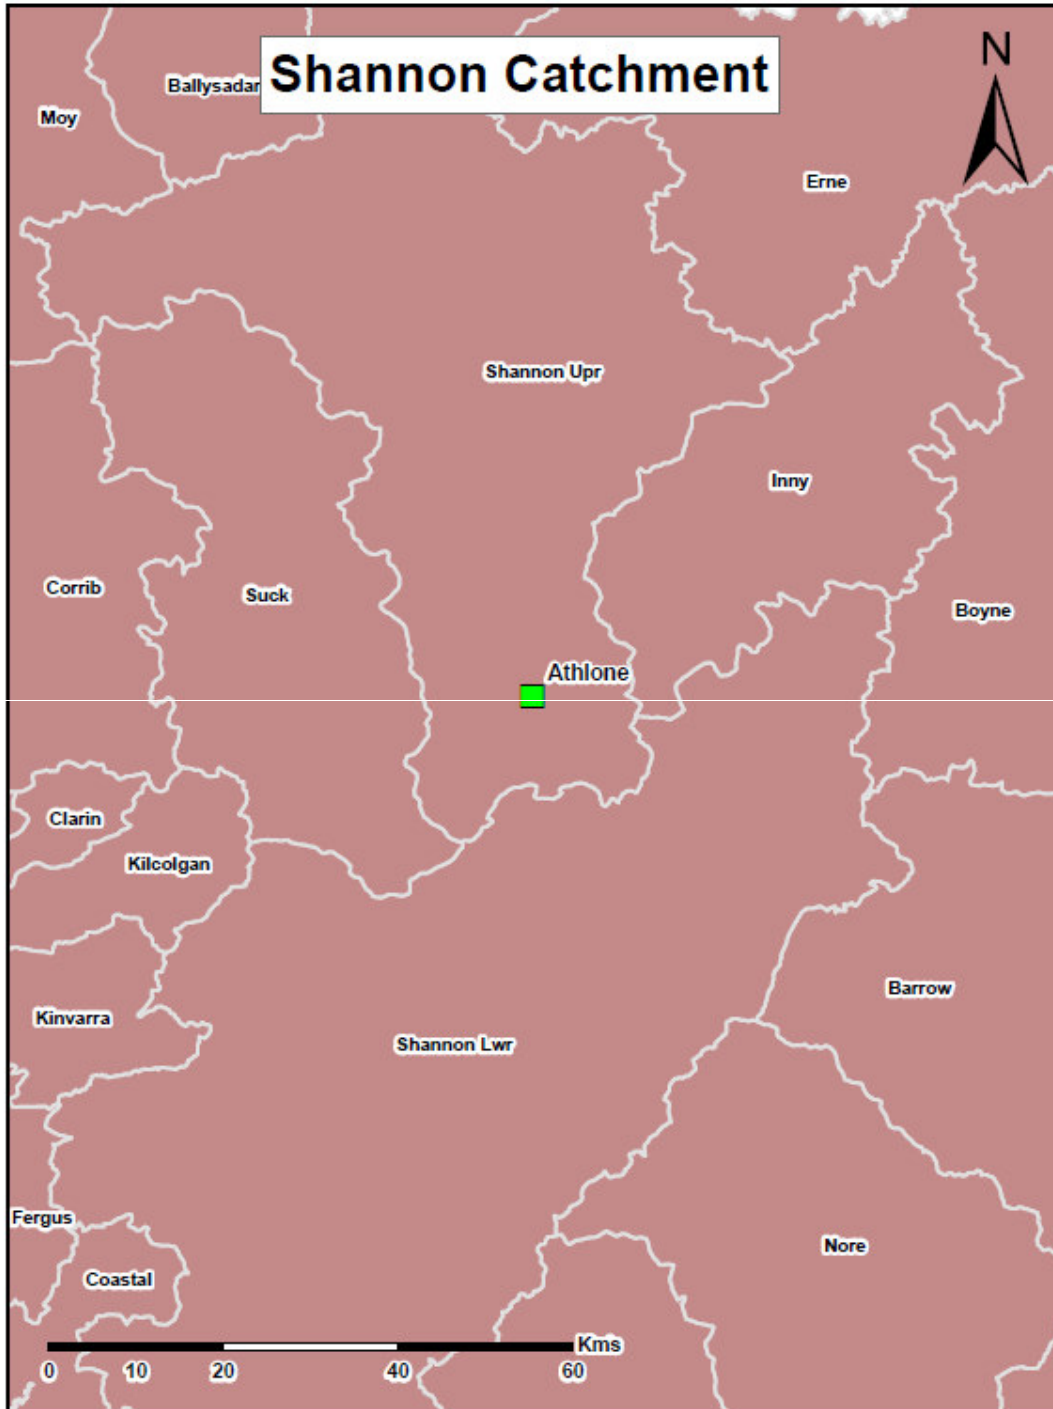 Shannon Catchment
N
Ballysadar
Moy
Erne
Shannon Upr
Inny
Corrib
Suck
Boyne
Athlone
Clarin
Kilcolgan
Barrow
Kinvarra
Shannon Lwr
Fergus
Nore
Coastal
Kms
0 10 20 40 60